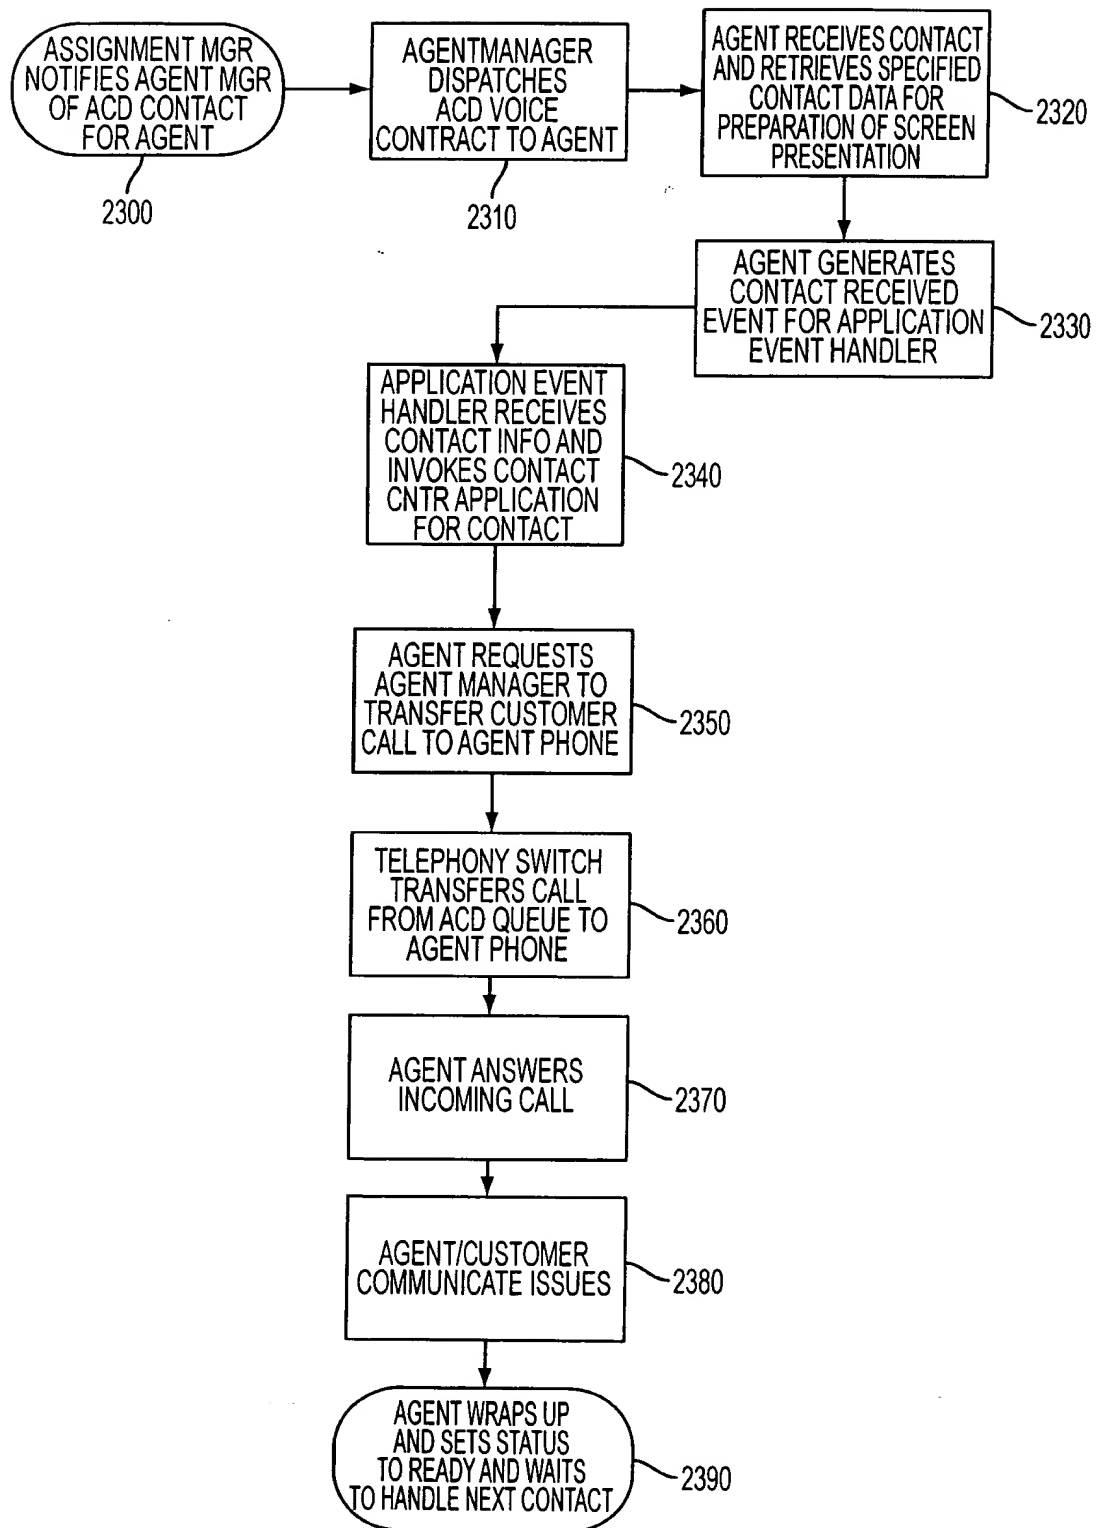 ASSIGNMENT MGR
NOTIFIES AGENT MGR
OF ACD CONTACT
FOR AGENT
2300
AGENTMANAGER
DISPATCHES
ACD VOICE
CONTRACT TO AGENT
2310
AGENT RECEIVES CONTACT
AND RETRIEVES SPECIFIED
CONTACT DATA FOR
PREPARATION OF SCREEN
PRESENTATION
2320
AGENT GENERATES
CONTACT RECEIVED
EVENT FOR APPLICATION
EVENT HANDLER
2330
APPLICATION EVENT
HANDLER RECEIVES
CONTACT INFO AND
INVOKES CONTACT
CNTR APPLICATION
FOR CONTACT
2340
AGENT REQUESTS
AGENT MANAGER TO
TRANSFER CUSTOMER
CALL TO AGENT PHONE
2350
TELEPHONY SWITCH
TRANSFERS CALL
FROM ACD QUEUE TO
AGENT PHONE
2360
AGENT ANSWERS
INCOMING CALL
2370
AGENT/CUSTOMER
COMMUNICATE ISSUES
2380
AGENT WRAPS UP
AND SETS STATUS
TO READY AND WAITS
TO HANDLE NEXT CONTACT
2390